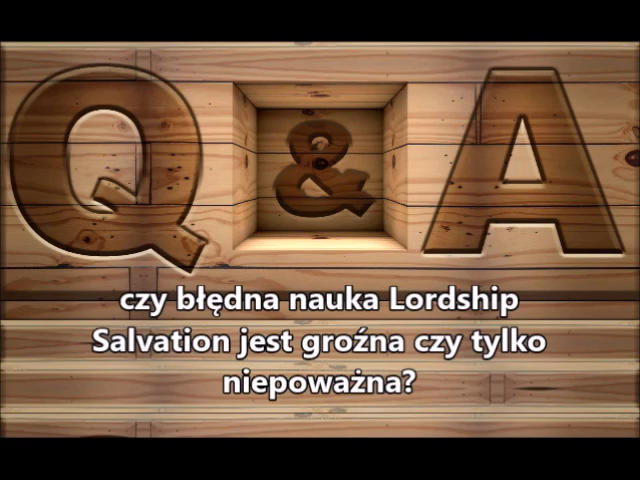 Q & A
czy błędna nauka Lordship
Salvation jest groźna czy tylko
niepoważna?